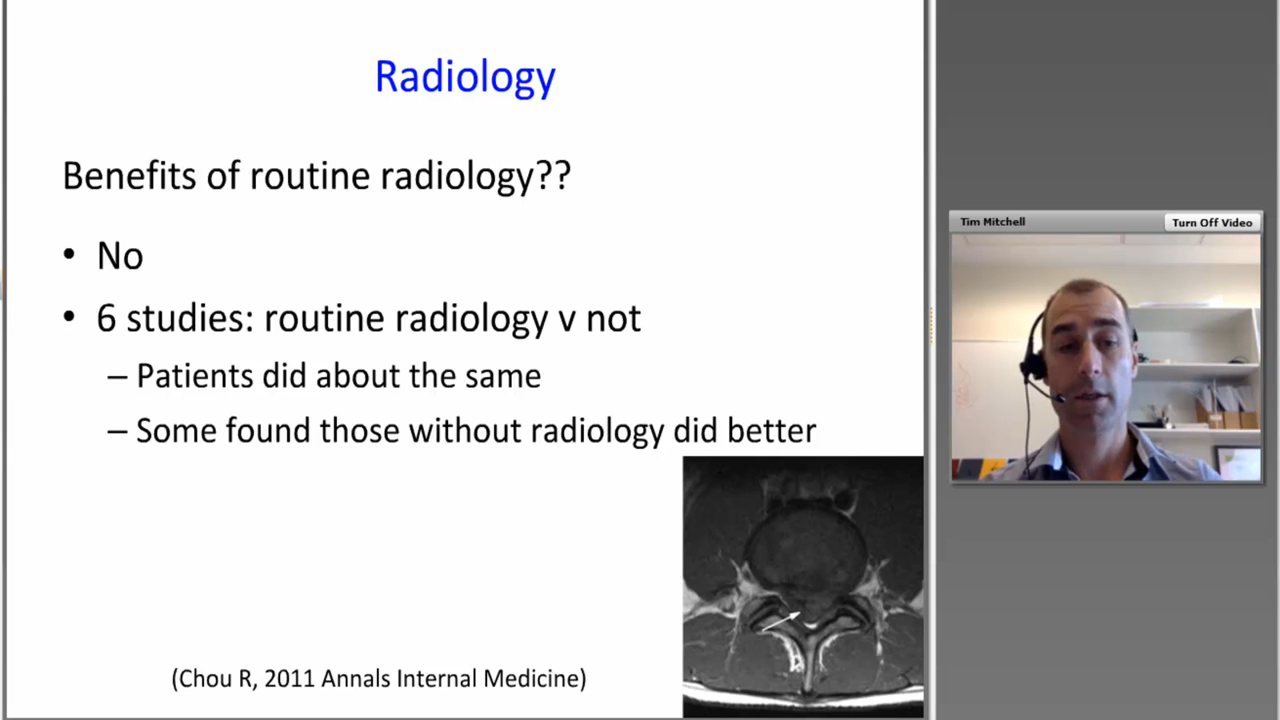 Radiology
Benefits of routine radiology??
• No
• 6 studies: routine radiology v not
– Patients did about the same
– Some found those without radiology did better
(Chou R, 2011 Annals Internal Medicine)
Tim Mitchell
Turn Off Video